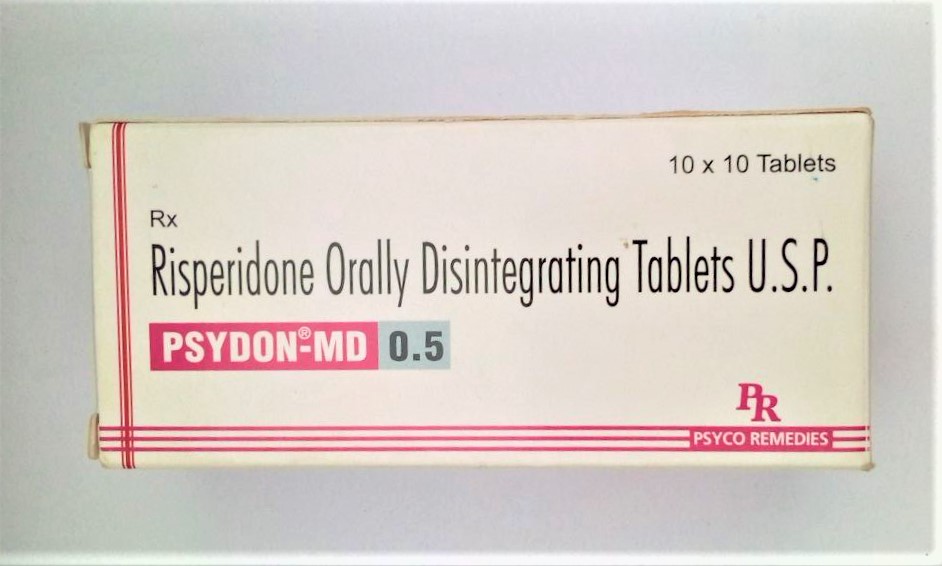 10 x 10 Tablets
Rx
Risperidone Orally Disintegrating Tablets U.S.P.
PSYDON®-MD 0.5
PR
PSYCO REMEDIES